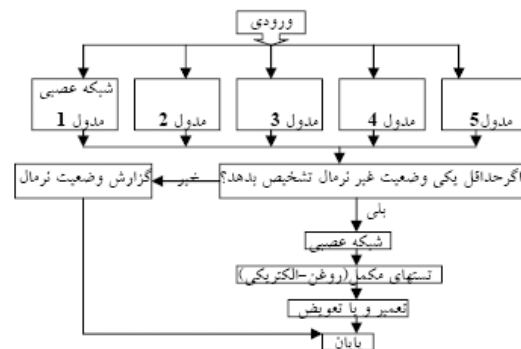 ورودی
شبکه عصبی
مدول 1
مدول 2
مدول 3
مدول 4
مدول5
اگرحداقل یکی وضعیت غیر نرمال تشخیص بدهد؟
خیر
گزارش وضعیت نرمال
بلی
شبکه عصبی
تستهای مکمل(روغن-الکتریکی)
تعمیر و یا تعویض
پایان